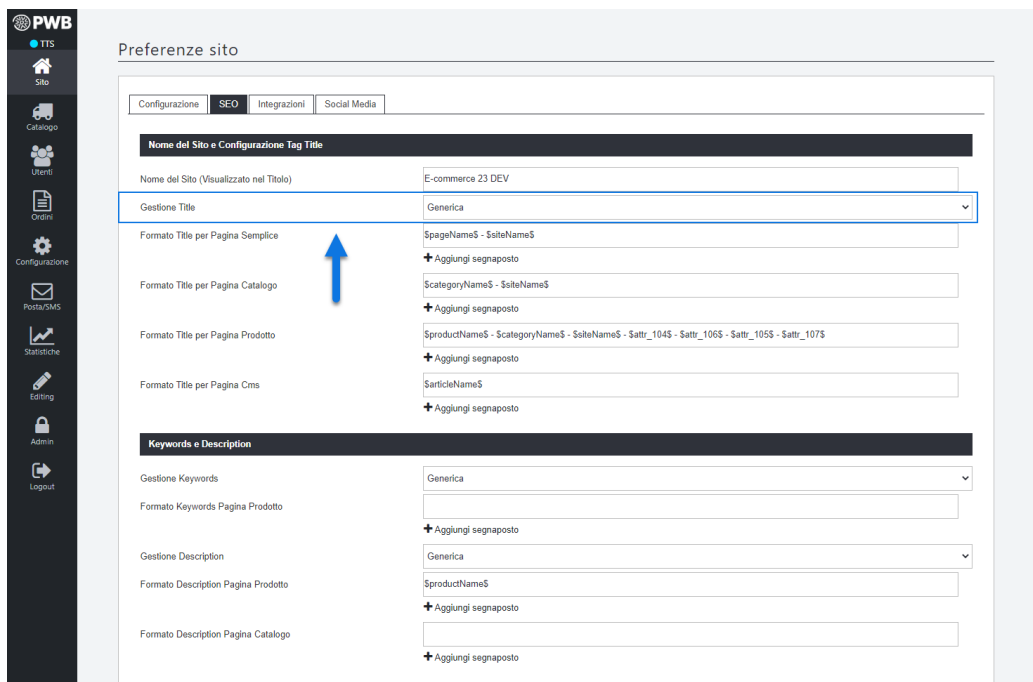 PWB
TTS
Sito
Catalogo
Utenti
Ordini
Configurazione
Posta/SMS
Statistiche
Editing
Admin
Logout
Preferenze sito
Configurazione SEO Integrazioni Social Media
Nome del Sito e Configurazione Tag Title
Nome del Sito (Visualizzato nel Titolo) E-commerce 23 DEV
Gestione Title Generica
Formato Title per Pagina Semplice $pageName$ - $siteName$
+ Aggiungi segnaposto
Formato Title per Pagina Catalogo $categoryName$ - $siteName$
+ Aggiungi segnaposto
Formato Title per Pagina Prodotto $productName$ - $categoryName$ - $siteName$ - $attr_104$ - $attr_106$ - $attr_105$ - $attr_107$
+ Aggiungi segnaposto
Formato Title per Pagina Cms $articleName$
+ Aggiungi segnaposto
Keywords e Description
Gestione Keywords Generica
Formato Keywords Pagina Prodotto
+ Aggiungi segnaposto
Gestione Description Generica
Formato Description Pagina Prodotto $productName$
+ Aggiungi segnaposto
Formato Description Pagina Catalogo
+ Aggiungi segnaposto